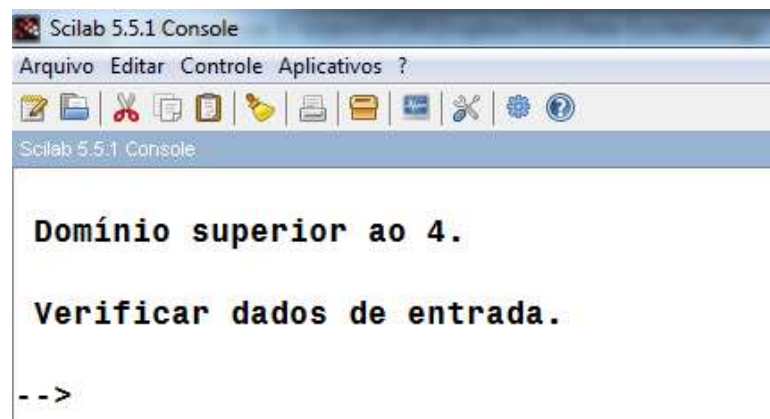 Scilab 5.5.1 Console
Arquivo Editar Controle Aplicativos ?
Scilab 5.5.1 Console
Domínio superior ao 4.
Verificar dados de entrada.
-->